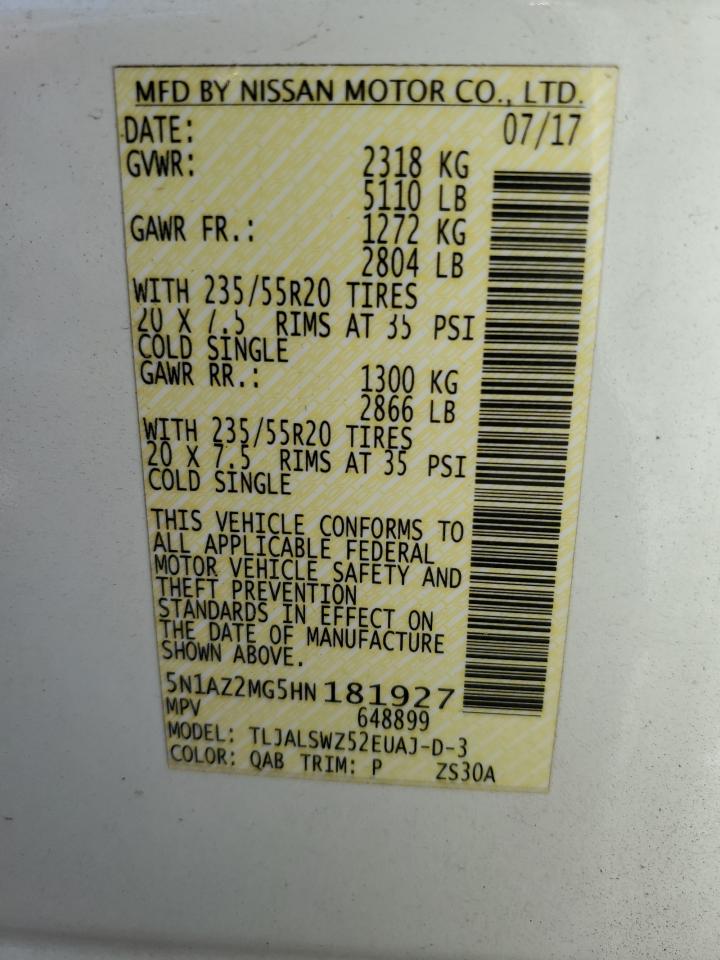 MFD BY NISSAN MOTOR CO., LTD.
DATE: 07/17
GVWR: 2318 KG
5110 LB
GAWR FR.: 1272 KG
2804 LB
WITH 235/55R20 TIRES
20 X 7.5 RIMS AT 35 PSI
COLD SINGLE
GAWR RR.: 1300 KG
2866 LB
WITH 235/55R20 TIRES
20 X 7.5 RIMS AT 35 PSI
COLD SINGLE
THIS VEHICLE CONFORMS TO
ALL APPLICABLE FEDERAL
MOTOR VEHICLE SAFETY AND
THEFT PREVENTION
STANDARDS IN EFFECT ON
THE DATE OF MANUFACTURE
SHOWN ABOVE.
5N1AZ2MG5HN181927
MPV 648899
MODEL: TLJALSWZ52EUAJ-D-3
COLOR: QAB TRIM: P ZS30A